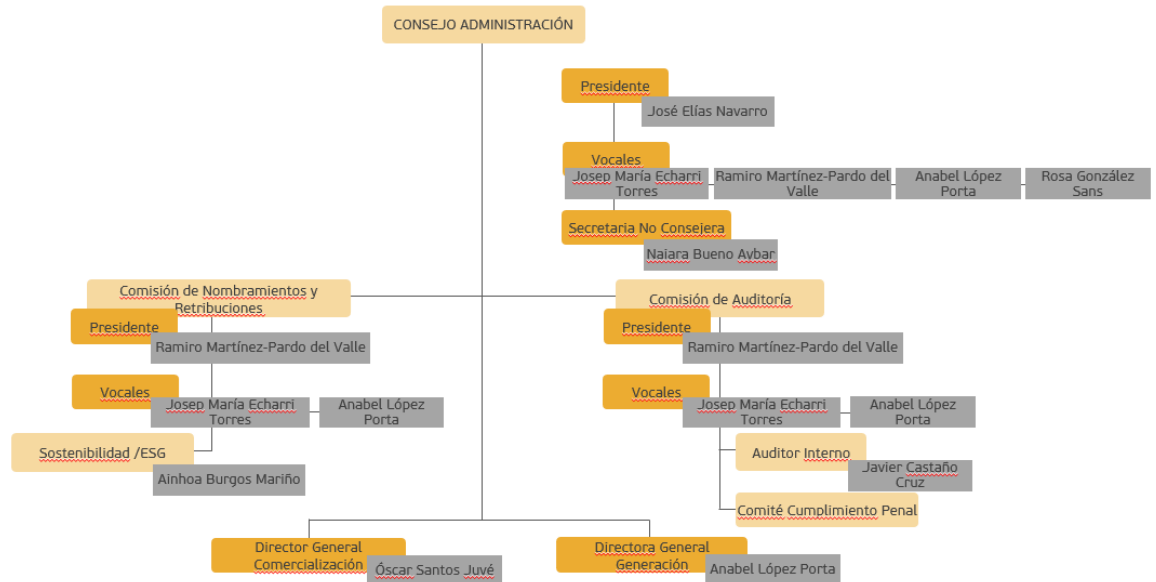 CONSEJO ADMINISTRACIÓN
Presidente
José Elías Navarro
Vocales
Josep María Echarri
Torres
Ramiro Martínez-Pardo del
Valle
Anabel López
Porta
Rosa González
Sans
Secretaria No Consejera
Naiara Bueno Aybar
Comisión de Nombramientos y
Retribuciones
Presidente
Ramiro Martínez-Pardo del Valle
Vocales
Josep María Echarri
Torres
Anabel López
Porta
Sostenibilidad /ESG
Ainhoa Burgos Mariño
Comisión de Auditoría
Presidente
Ramiro Martínez-Pardo del Valle
Vocales
Josep María Echarri
Torres
Anabel López
Porta
Auditor Interno
Javier Castaño
Cruz
Comité Cumplimiento Penal
Director General
Comercialización
Óscar Santos Juvé
Directora General
Generación
Anabel López Porta